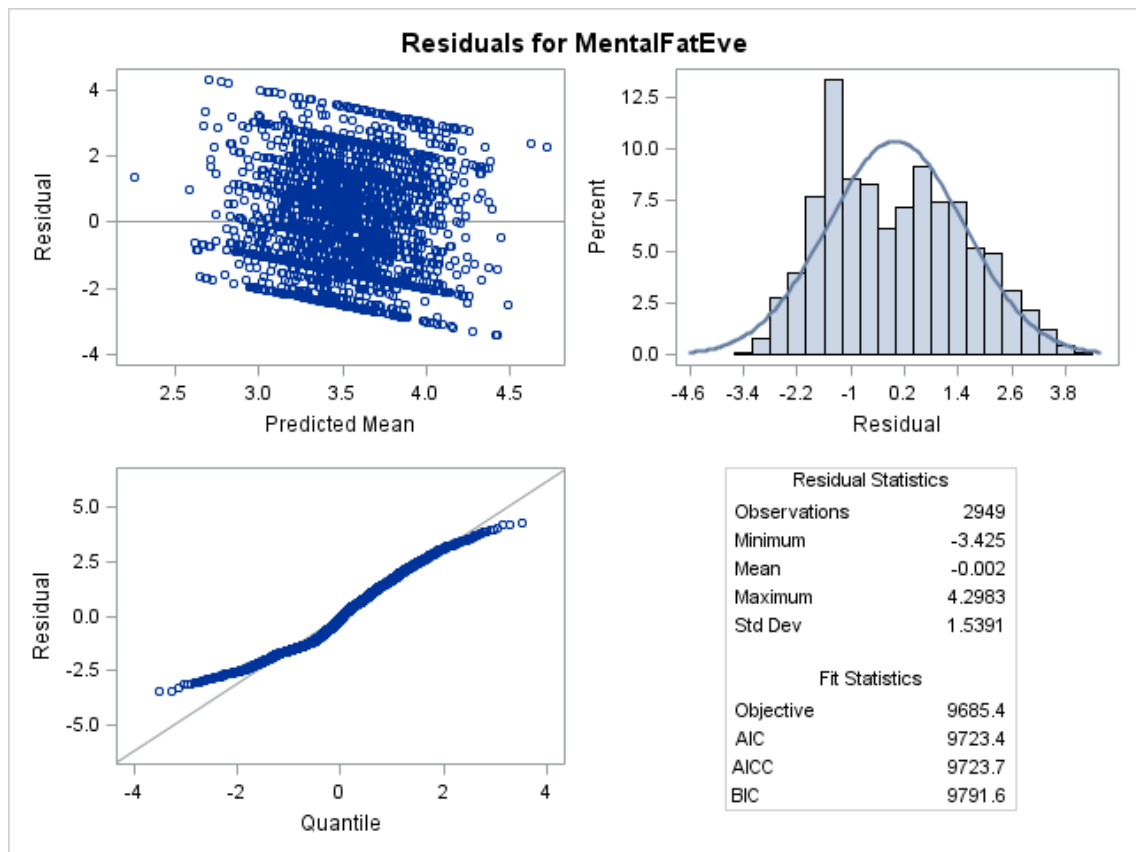 Residuals for MentalFatEve
4
2
0
-2
-4
Residual
2.5 3.0 3.5 4.0 4.5
Predicted Mean
12.5
10.0
7.5
5.0
2.5
0.0
Percent
-4.6 -3.4 -2.2 -1 0.2 1.4 2.6 3.8
Residual
5.0
2.5
0.0
-2.5
-5.0
Residual
-4 -2 0 2 4
Quantile
Residual Statistics
Observations 2949
Minimum -3.425
Mean -0.002
Maximum 4.2983
Std Dev 1.5391
Fit Statistics
Objective 9685.4
AIC 9723.4
AICC 9723.7
BIC 9791.6